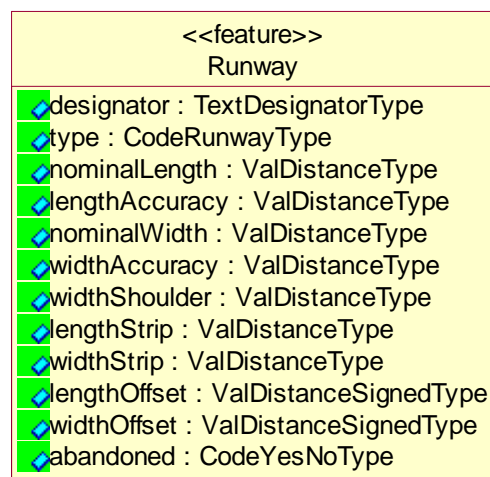 <<feature>>
Runway
designator : TextDesignatorType
type : CodeRunwayType
nominalLength : ValDistanceType
lengthAccuracy : ValDistanceType
nominalWidth : ValDistanceType
widthAccuracy : ValDistanceType
widthShoulder : ValDistanceType
lengthStrip : ValDistanceType
widthStrip : ValDistanceType
lengthOffset : ValDistanceSignedType
widthOffset : ValDistanceSignedType
abandoned : CodeYesNoType